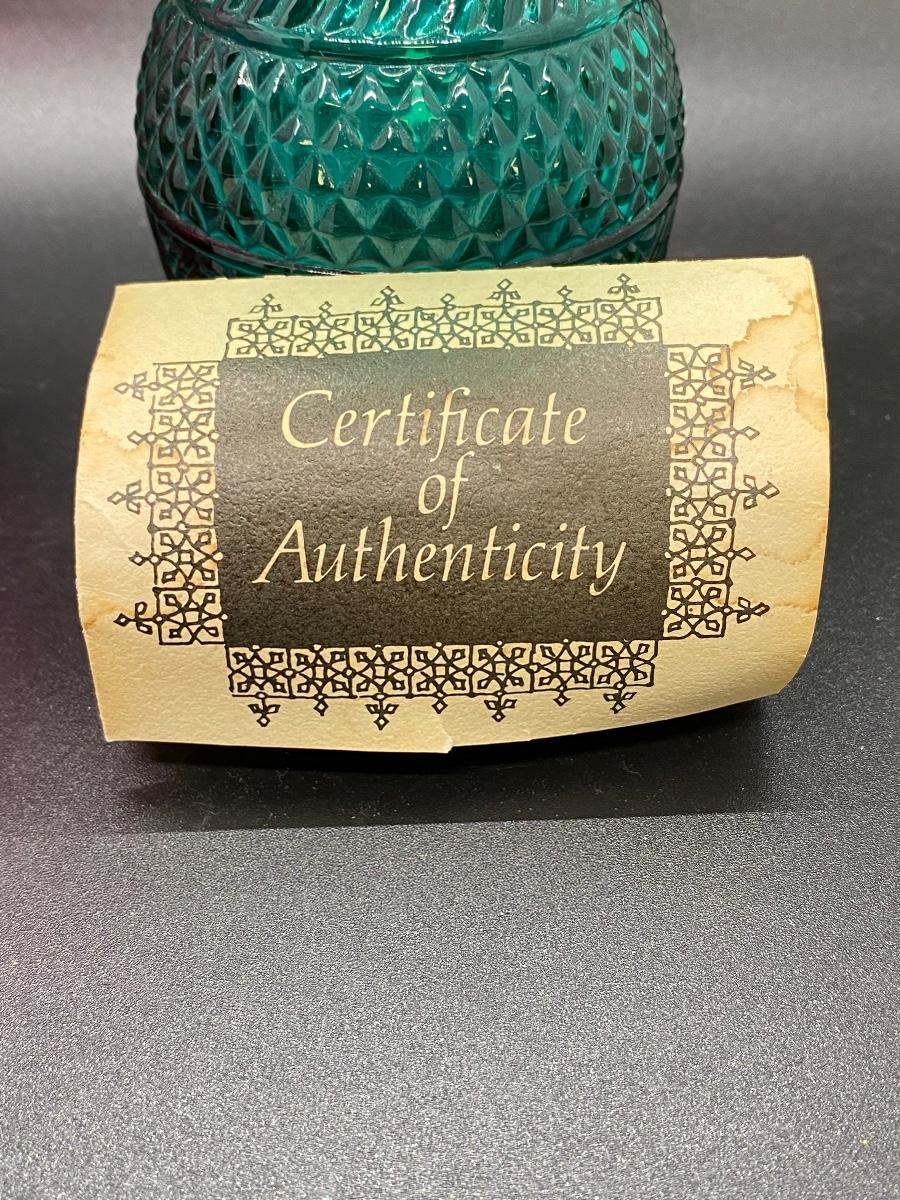 Certificate
of
Authenticity